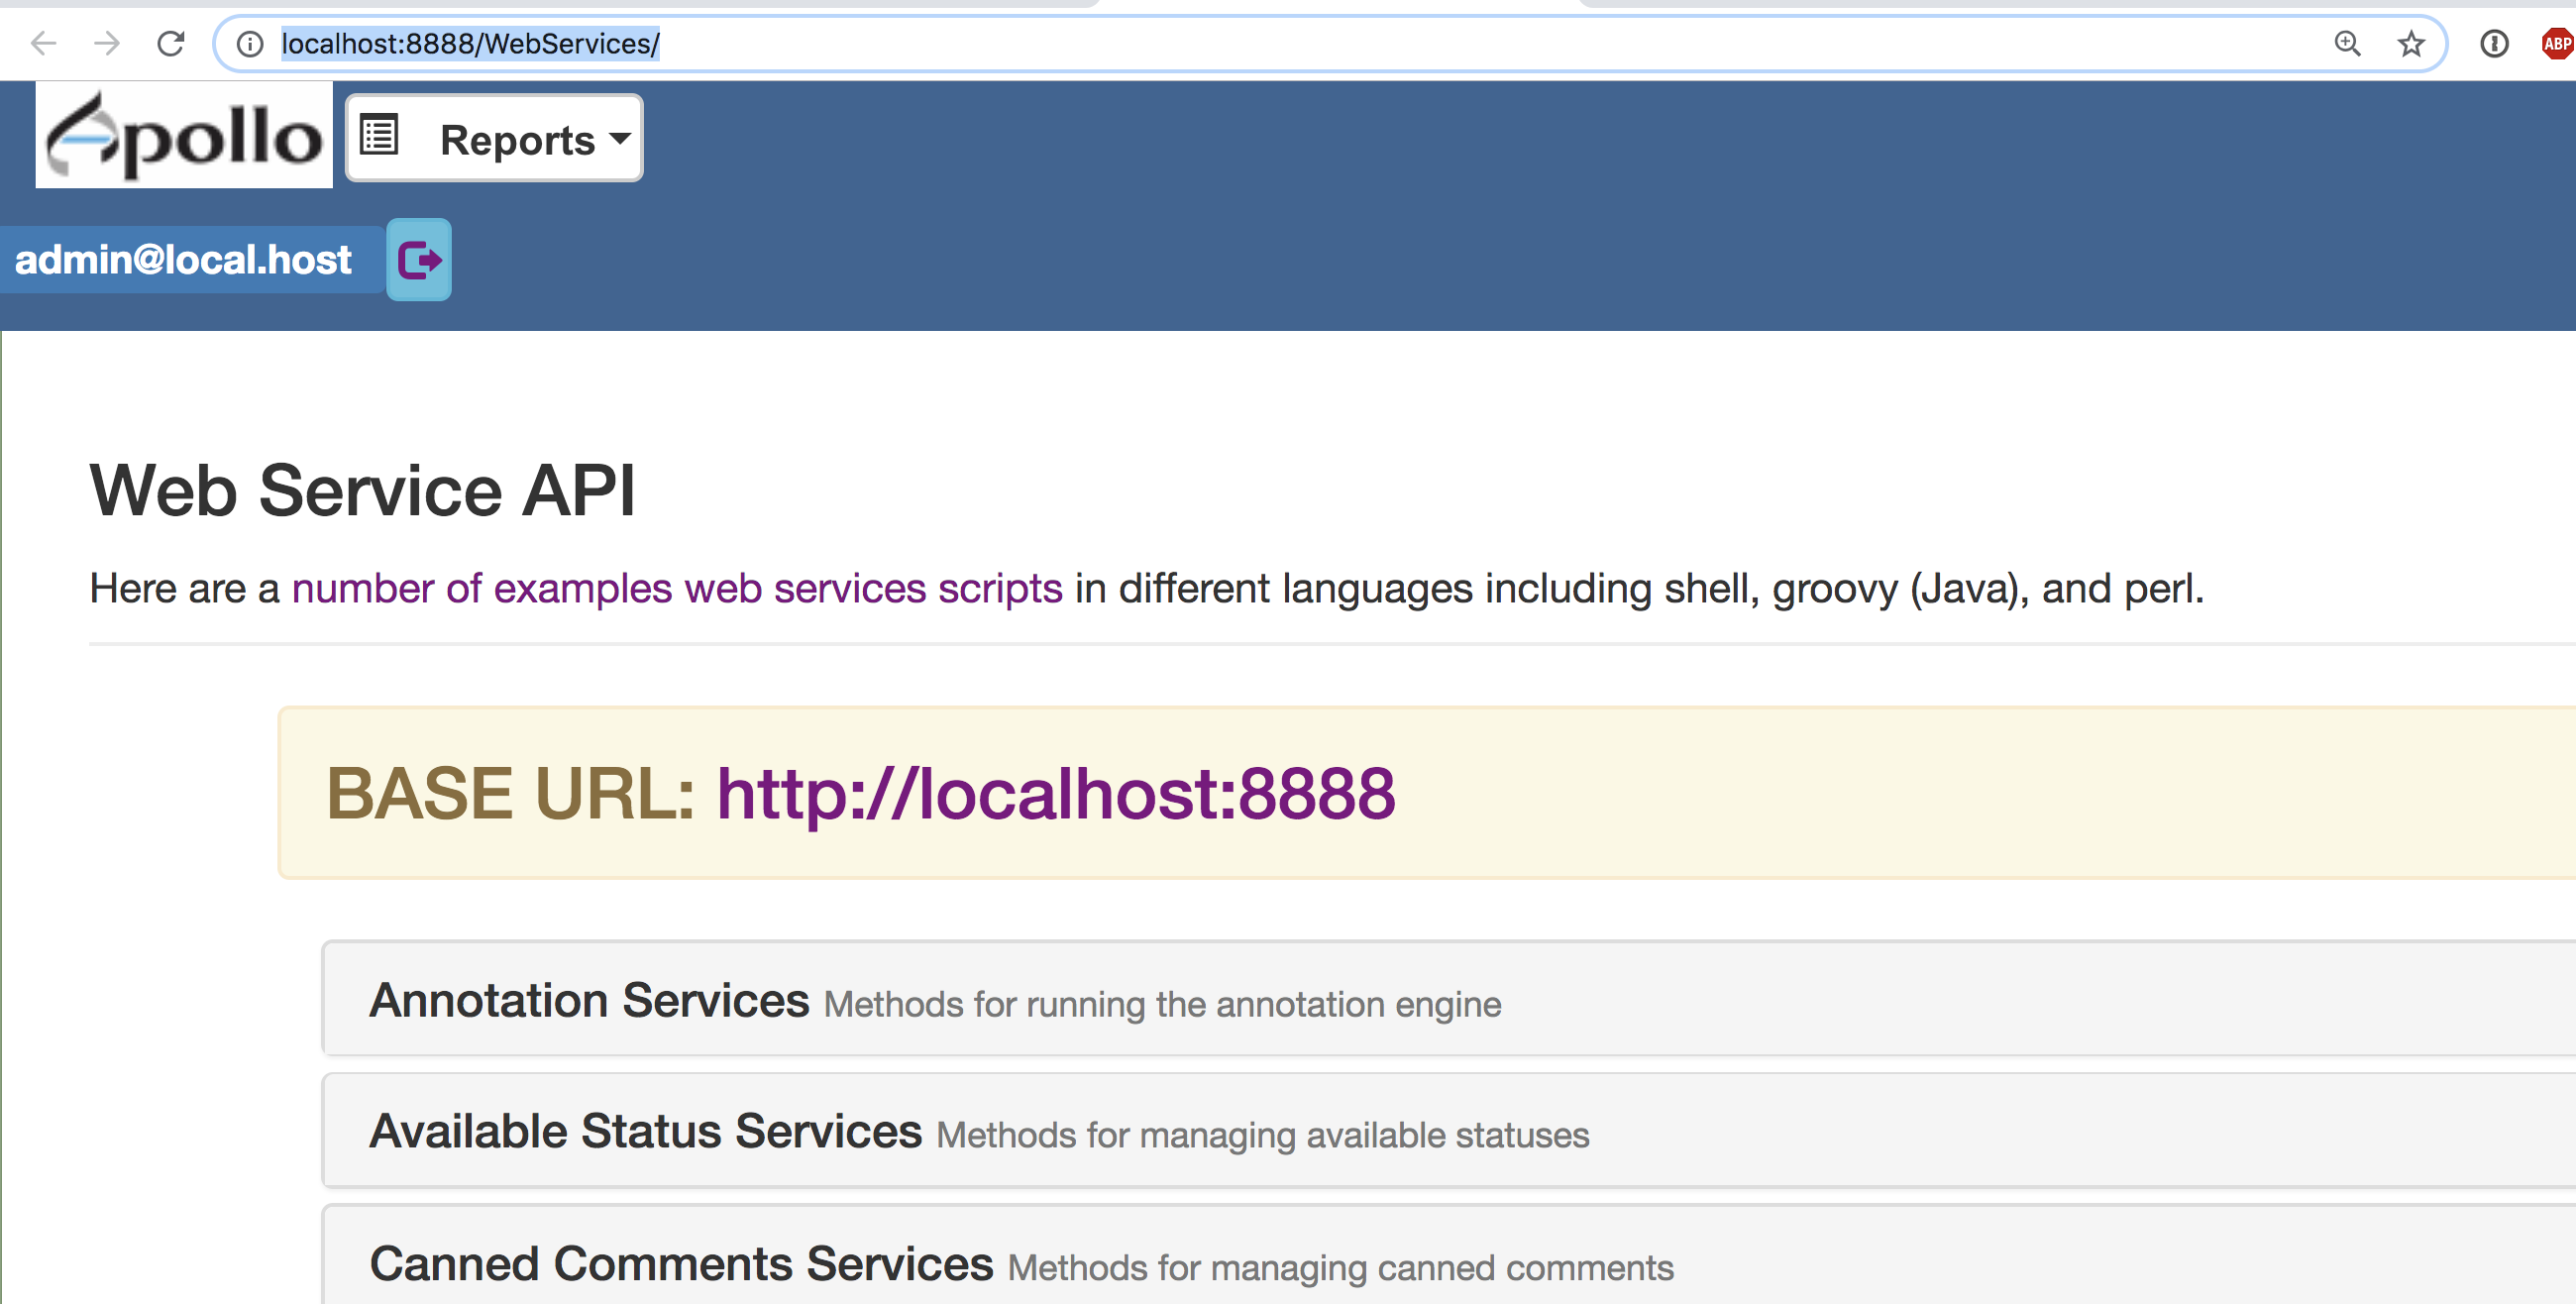 localhost:8888/WebServices/
ABP
Apollo
Reports
admin@local.host
Web Service API
Here are a number of examples web services scripts in different languages including shell, groovy (Java), and perl.
BASE URL: http://localhost:8888
Annotation Services Methods for running the annotation engine
Available Status Services Methods for managing available statuses
Canned Comments Services Methods for managing canned comments